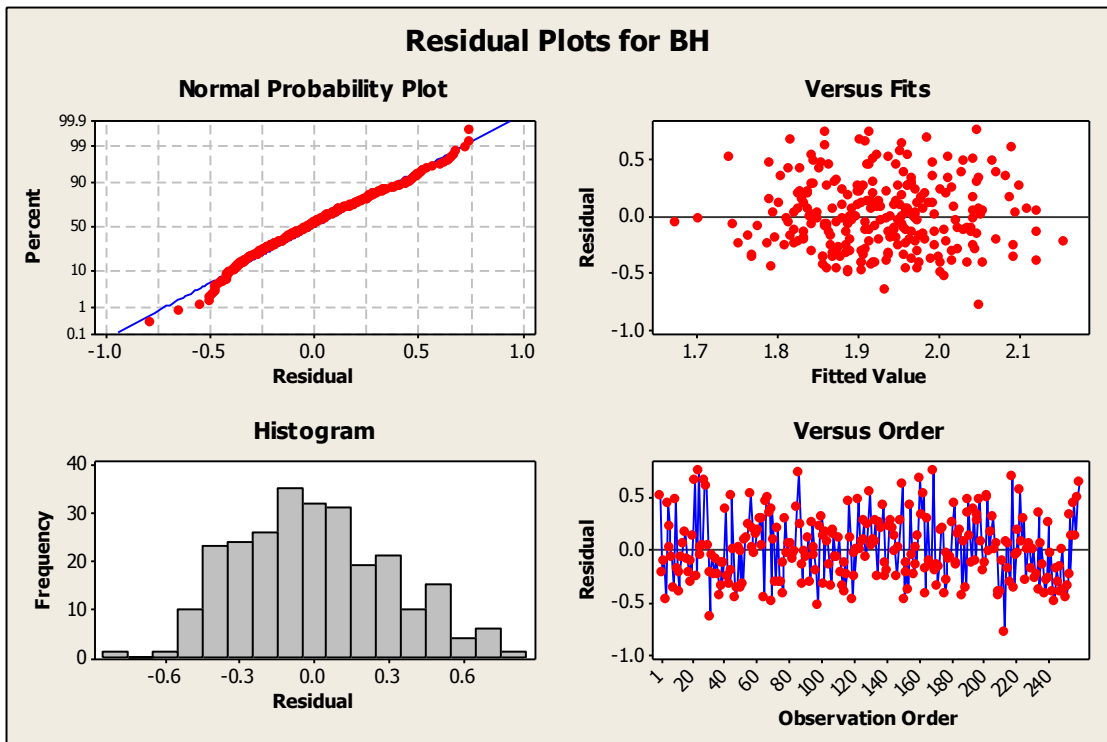 Residual Plots for BH
Normal Probability Plot
99.9
99
90
50
10
1
0.1
Percent
-1.0 -0.5 0.0 0.5 1.0
Residual
Versus Fits
0.5
0.0
-0.5
-1.0
Residual
1.7 1.8 1.9 2.0 2.1
Fitted Value
Histogram
40
30
20
10
0
Frequency
-0.6 -0.3 0.0 0.3 0.6
Residual
Versus Order
0.5
0.0
-0.5
-1.0
Residual
1 20 40 60 80 100 120 140 160 180 200 220 240
Observation Order